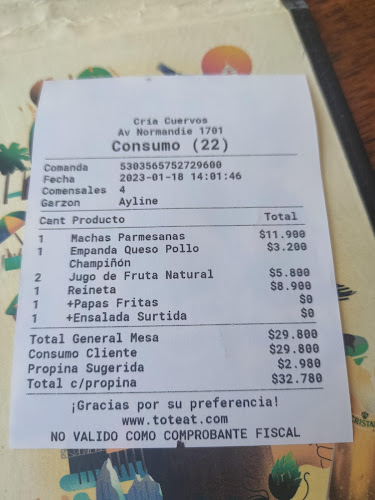 Cría Cuervos
Av Normandie 1701
Consumo (22)
Comanda 5303565752729600
Fecha 2023-01-18 14:01:46
Comensales 4
Garzon Ayline
Cant Producto Total
1 Machas Parmesanas $11.900
1 Empanda Queso Pollo Champiñón $3.200
2 Jugo de Fruta Natural $5.800
1 Reineta $8.900
1 +Papas Fritas $0
1 +Ensalada Surtida $0
Total General Mesa $29.800
Consumo Cliente $29.800
Propina Sugerida $2.980
Total c/propina $32.780
¡Gracias por su preferencia!
www.toteat.com
NO VALIDO COMO COMPROBANTE FISCAL